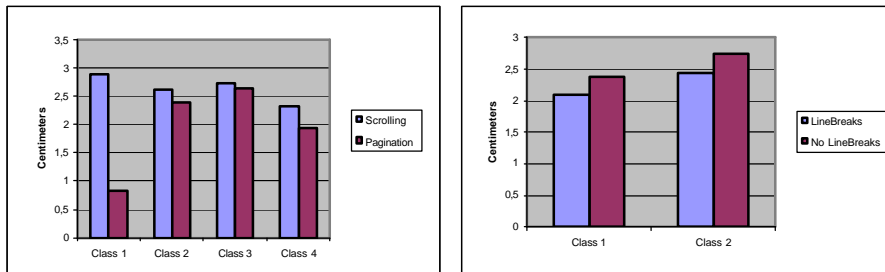 3,5
3
2,5
2
1,5
1
0,5
0
Centimeters
Class 1 Class 2 Class 3 Class 4
Scrolling
Pagination
3
2,5
2
1,5
1
0,5
0
Centimeters
Class 1 Class 2
LineBreaks
No LineBreaks